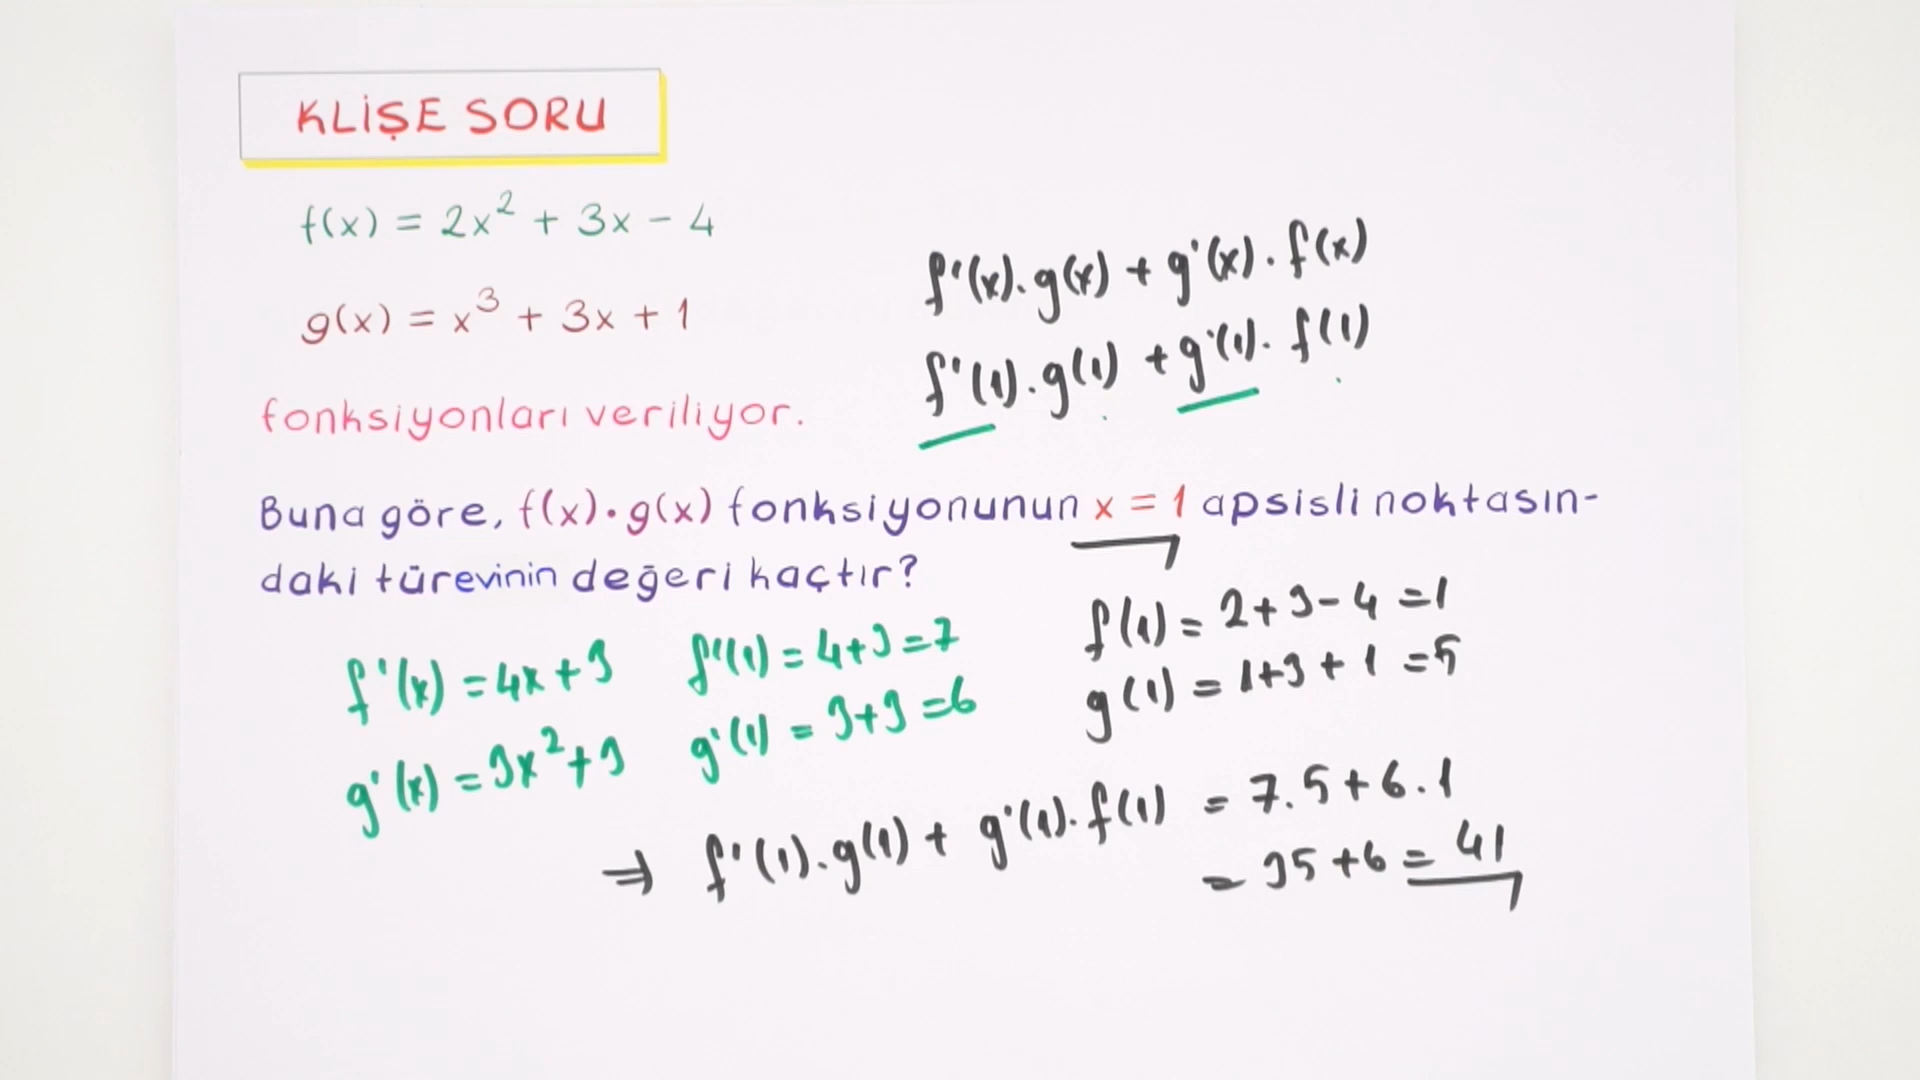 KLİŞE SORU
f(x) = 2x² + 3x - 4
g(x) = x³ + 3x + 1
fonksiyonları veriliyor.
f'(x).g(x) + g'(x).f(x)
f'(1).g(1) + g'(1).f(1)
Buna göre, f(x)·g(x) fonksiyonunun x = 1 apsisli noktasın-
daki türevinin değeri kaçtır?
f'(x) = 4x + 3
f'(1) = 4+3 = 7
g'(x) = 3x² + 3
g'(1) = 3+3 = 6
f(1) = 2+3-4 = 1
g(1) = 1+3+1 = 5
⇒ f'(1).g(1) + g'(1).f(1) = 7.5 + 6.1
= 35 + 6 = 41